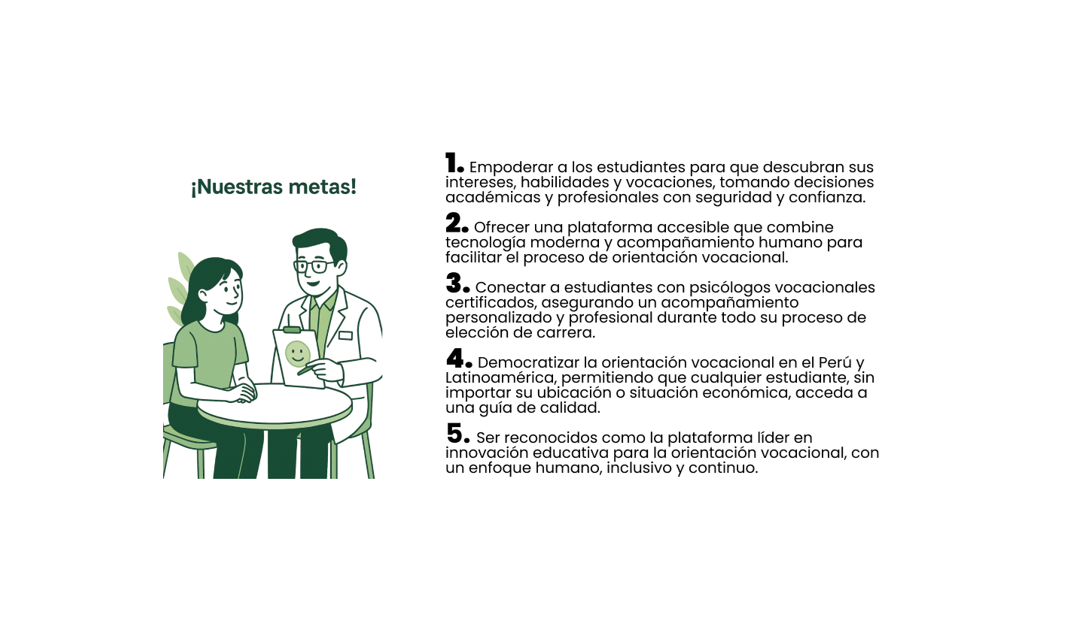 ¡Nuestras metas!
1. Empoderar a los estudiantes para que descubran sus
intereses, habilidades y vocaciones, tomando decisiones
académicas y profesionales con seguridad y confianza.
2. Ofrecer una plataforma accesible que combine
tecnología moderna y acompañamiento humano para
facilitar el proceso de orientación vocacional.
3. Conectar a estudiantes con psicólogos vocacionales
certificados, asegurando un acompañamiento
personalizado y profesional durante todo su proceso de
elección de carrera.
4. Democratizar la orientación vocacional en el Perú y
Latinoamérica, permitiendo que cualquier estudiante, sin
importar su ubicación o situación económica, acceda a
una guía de calidad.
5. Ser reconocidos como la plataforma líder en
innovación educativa para la orientación vocacional, con
un enfoque humano, inclusivo y continuo.